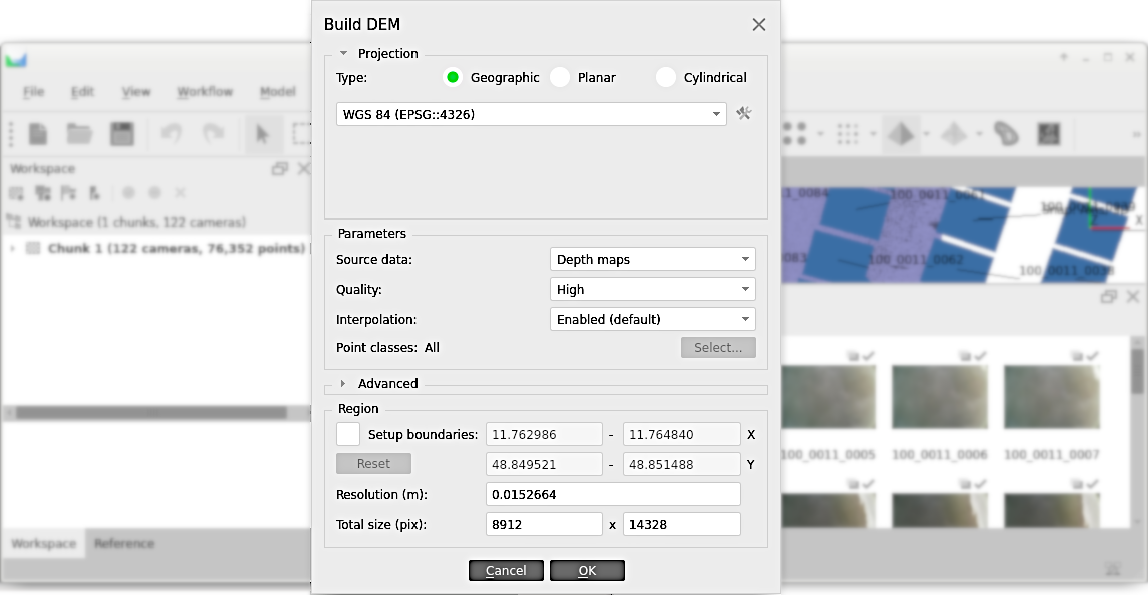 Build DEM
Projection
Type: Geographic Planar Cylindrical
WGS 84 (EPSG::4326)
Parameters
Source data: Depth maps
Quality: High
Interpolation: Enabled (default)
Point classes: All Select...
Advanced
Region
Setup boundaries: 11.762986 - 11.764840 X
Reset 48.849521 - 48.851488 Y
Resolution (m): 0.0152664
Total size (pix): 8912 x 14328
Cancel OK
File Edit View Workflow Model
Workspace
Workspace (1 chunks, 122 cameras)
Chunk 1 (122 cameras, 76,352 points)
Workspace Reference
100_0011_0062
100_0011_0005 100_0011_0006 100_0011_0007